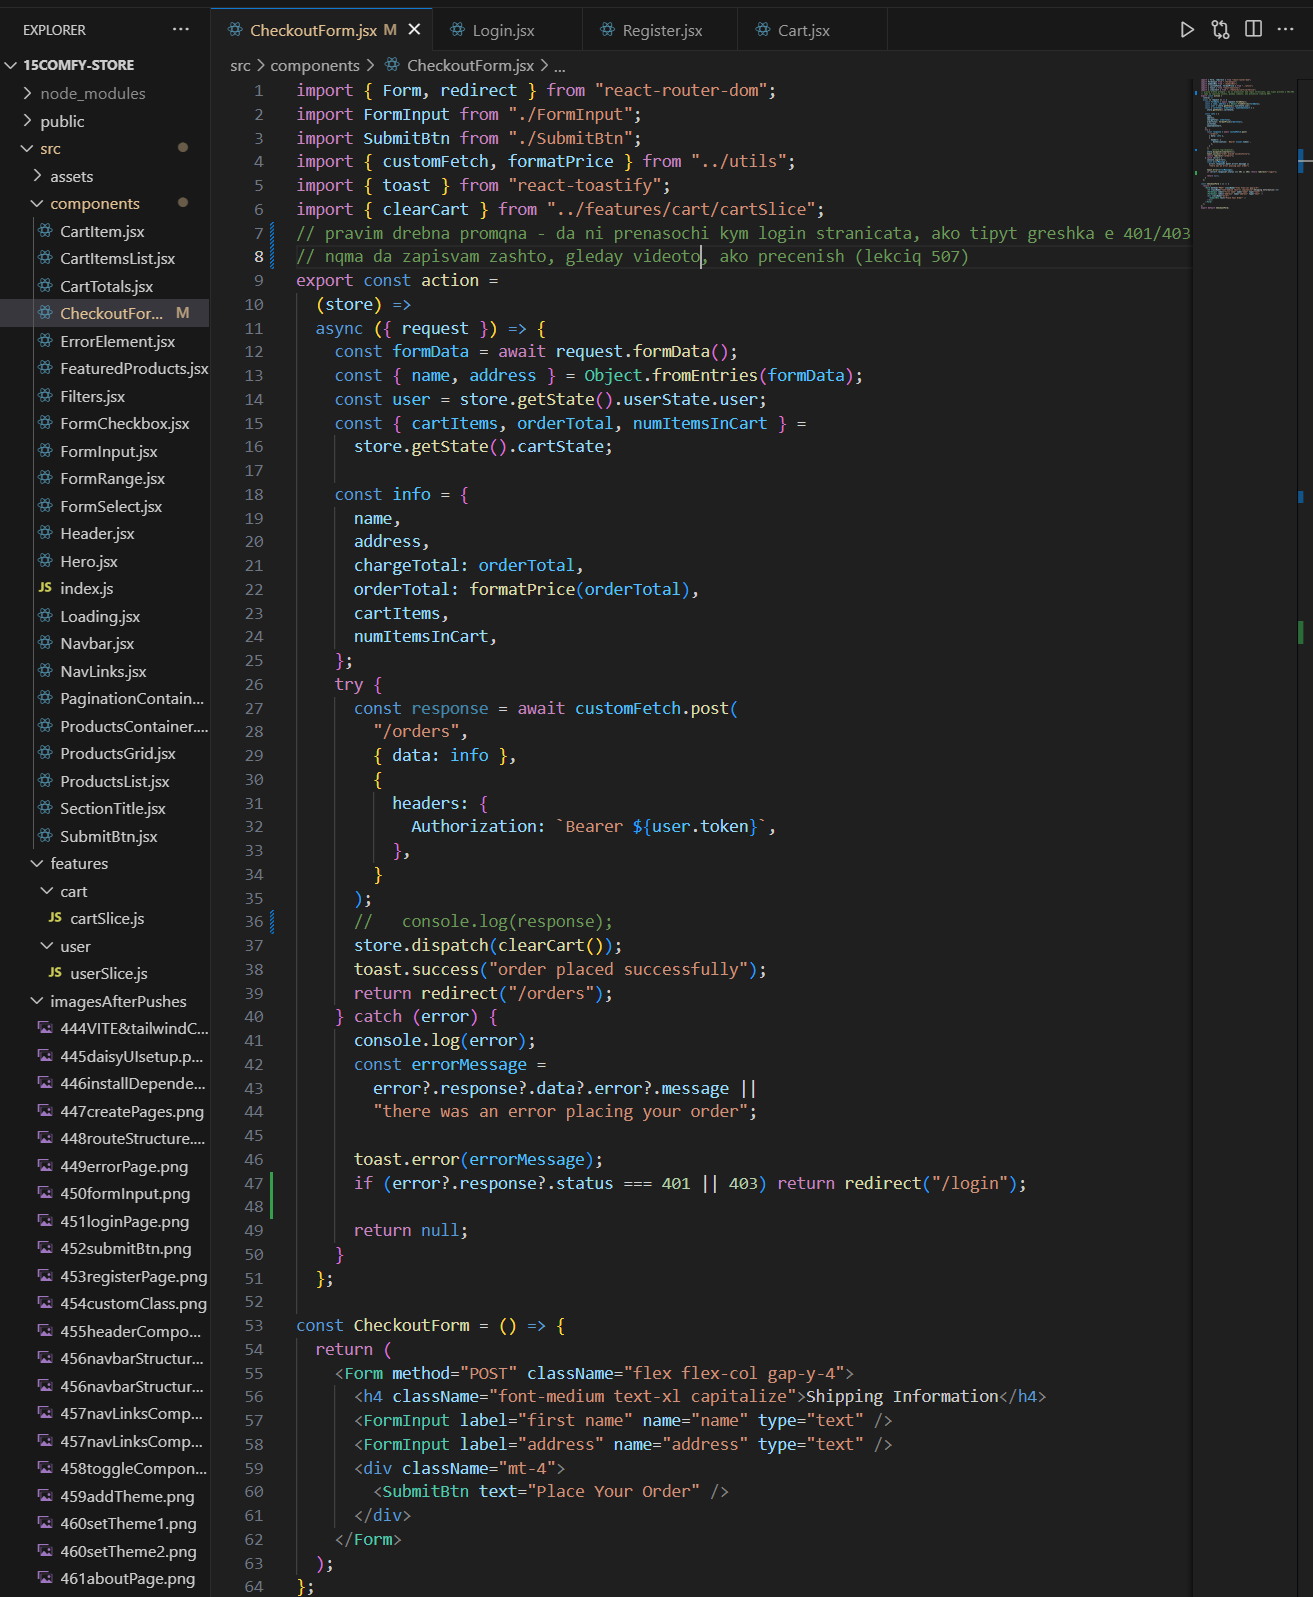 EXPLORER
15COMFY-STORE
node_modules
public
src
assets
components
CartItem.jsx
CartItemsList.jsx
CartTotals.jsx
CheckoutFor... M
ErrorElement.jsx
FeaturedProducts.jsx
Filters.jsx
FormCheckbox.jsx
FormInput.jsx
FormRange.jsx
FormSelect.jsx
Header.jsx
Hero.jsx
JS index.js
Loading.jsx
Navbar.jsx
NavLinks.jsx
PaginationContain...
ProductsContainer....
ProductsGrid.jsx
ProductsList.jsx
SectionTitle.jsx
SubmitBtn.jsx
features
cart
JS cartSlice.js
user
JS userSlice.js
imagesAfterPushes
444VITE&tailwindC...
445daisyUIsetup.p...
446installDepende...
447createPages.png
448routeStructure....
449errorPage.png
450formInput.png
451loginPage.png
452submitBtn.png
453registerPage.png
454customClass.png
455headerCompo...
456navbarStructur...
456navbarStructur...
457navLinksComp...
457navLinksComp...
458toggleCompon...
459addTheme.png
460setTheme1.png
460setTheme2.png
461aboutPage.png
CheckoutForm.jsx M
Login.jsx
Register.jsx
Cart.jsx
src > components > CheckoutForm.jsx > ...
1 import { Form, redirect } from "react-router-dom";
2 import FormInput from "./FormInput";
3 import SubmitBtn from "./SubmitBtn";
4 import { customFetch, formatPrice } from "../utils";
5 import { toast } from "react-toastify";
6 import { clearCart } from "../features/cart/cartSlice";
7 // pravim drebna promqna - da ni prenasochi kym login stranicata, ako tipyt greshka e 401/403
8 // nqma da zapisvam zashto, gleday videoto, ako precenish (lekciq 507)
9 export const action =
10 (store) =>
11 async ({ request }) => {
12 const formData = await request.formData();
13 const { name, address } = Object.fromEntries(formData);
14 const user = store.getState().userState.user;
15 const { cartItems, orderTotal, numItemsInCart } =
16 store.getState().cartState;
17
18 const info = {
19 name,
20 address,
21 chargeTotal: orderTotal,
22 orderTotal: formatPrice(orderTotal),
23 cartItems,
24 numItemsInCart,
25 };
26 try {
27 const response = await customFetch.post(
28 "/orders",
29 { data: info },
30 {
31 headers: {
32 Authorization: `Bearer ${user.token}`,
33 },
34 }
35 );
36 // console.log(response);
37 store.dispatch(clearCart());
38 toast.success("order placed successfully");
39 return redirect("/orders");
40 } catch (error) {
41 console.log(error);
42 const errorMessage =
43 error?.response?.data?.error?.message ||
44 "there was an error placing your order";
45
46 toast.error(errorMessage);
47 if (error?.response?.status === 401 || 403) return redirect("/login");
48
49 return null;
50 }
51 };
52
53 const CheckoutForm = () => {
54 return (
55 <Form method="POST" className="flex flex-col gap-y-4">
56 <h4 className="font-medium text-xl capitalize">Shipping Information</h4>
57 <FormInput label="first name" name="name" type="text" />
58 <FormInput label="address" name="address" type="text" />
59 <div className="mt-4">
60 <SubmitBtn text="Place Your Order" />
61 </div>
62 </Form>
63 );
64 };